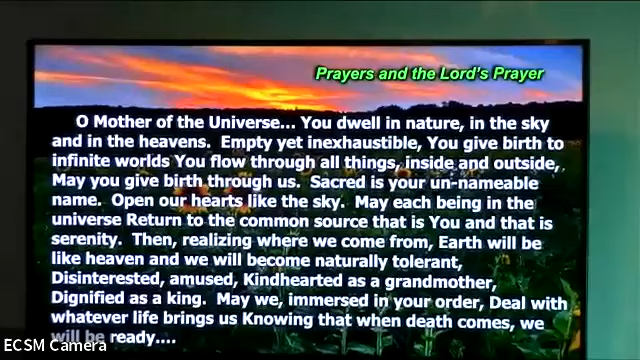 Prayers and the Lord's Prayer
O Mother of the Universe... You dwell in nature, in the sky
and in the heavens. Empty yet inexhaustible, You give birth to
infinite worlds You flow through all things, inside and outside,
May you give birth through us. Sacred is your un-nameable
name. Open our hearts like the sky. May each being in the
universe Return to the common source that is You and that is
serenity. Then, realizing where we come from, Earth will be
like heaven and we will become naturally tolerant,
Disinterested, amused, Kindhearted as a grandmother,
Dignified as a king. May we, immersed in your order, Deal with
whatever life brings us Knowing that when death comes, we
will be ready....
ECSM Camera